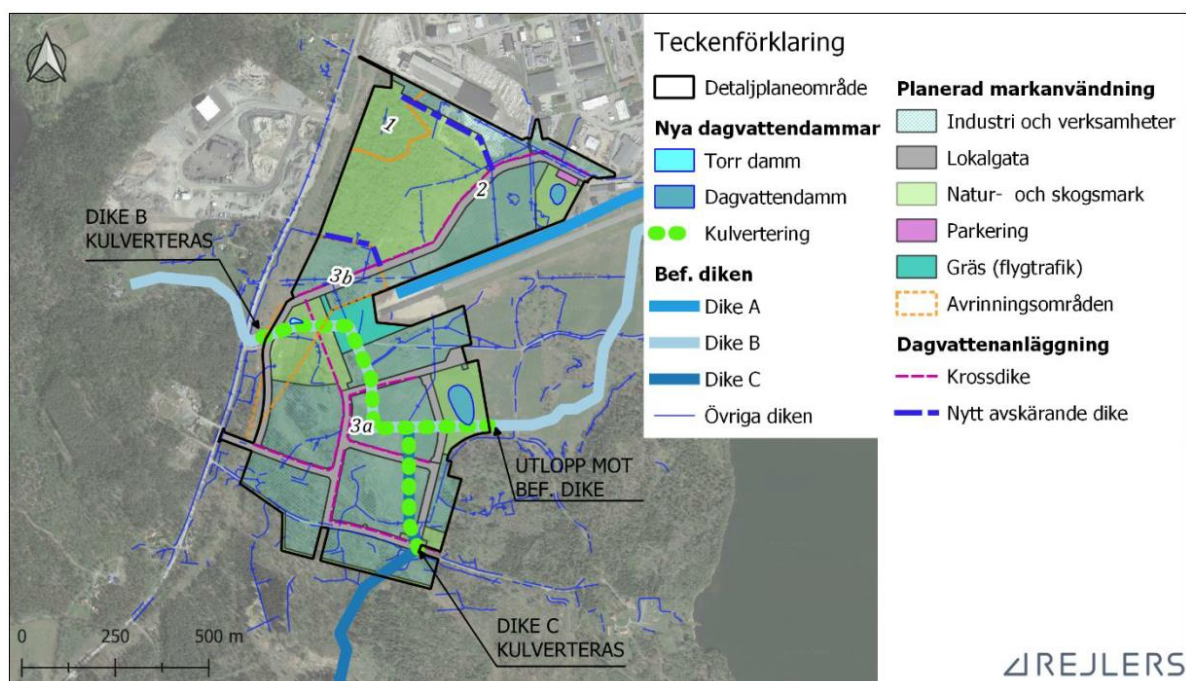 1
2
3b
3a
DIKE B
KULVERTERAS
UTLOPP MOT
BEF. DIKE
DIKE C
KULVERTERAS
0 250 500 m
Teckenförklaring
Detaljplaneområde
Nya dagvattendammar
Torr damm
Dagvattendamm
Kulvertering
Bef. diken
Dike A
Dike B
Dike C
Övriga diken
Planerad markanvändning
Industri och verksamheter
Lokalgata
Natur- och skogsmark
Parkering
Gräs (flygtrafik)
Avrinningsområden
Dagvattenanläggning
Krossdike
Nytt avskärande dike
REJLERS